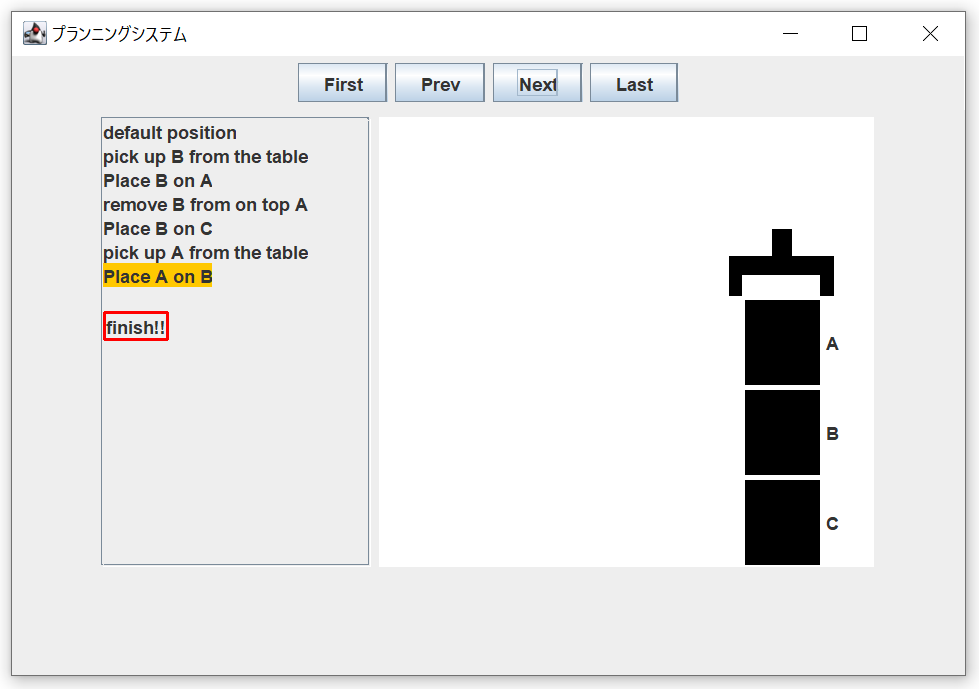 プランニングシステム
First Prev Next Last
default position
pick up B from the table
Place B on A
remove B from on top A
Place B on C
pick up A from the table
Place A on B
finish!!
A
B
C